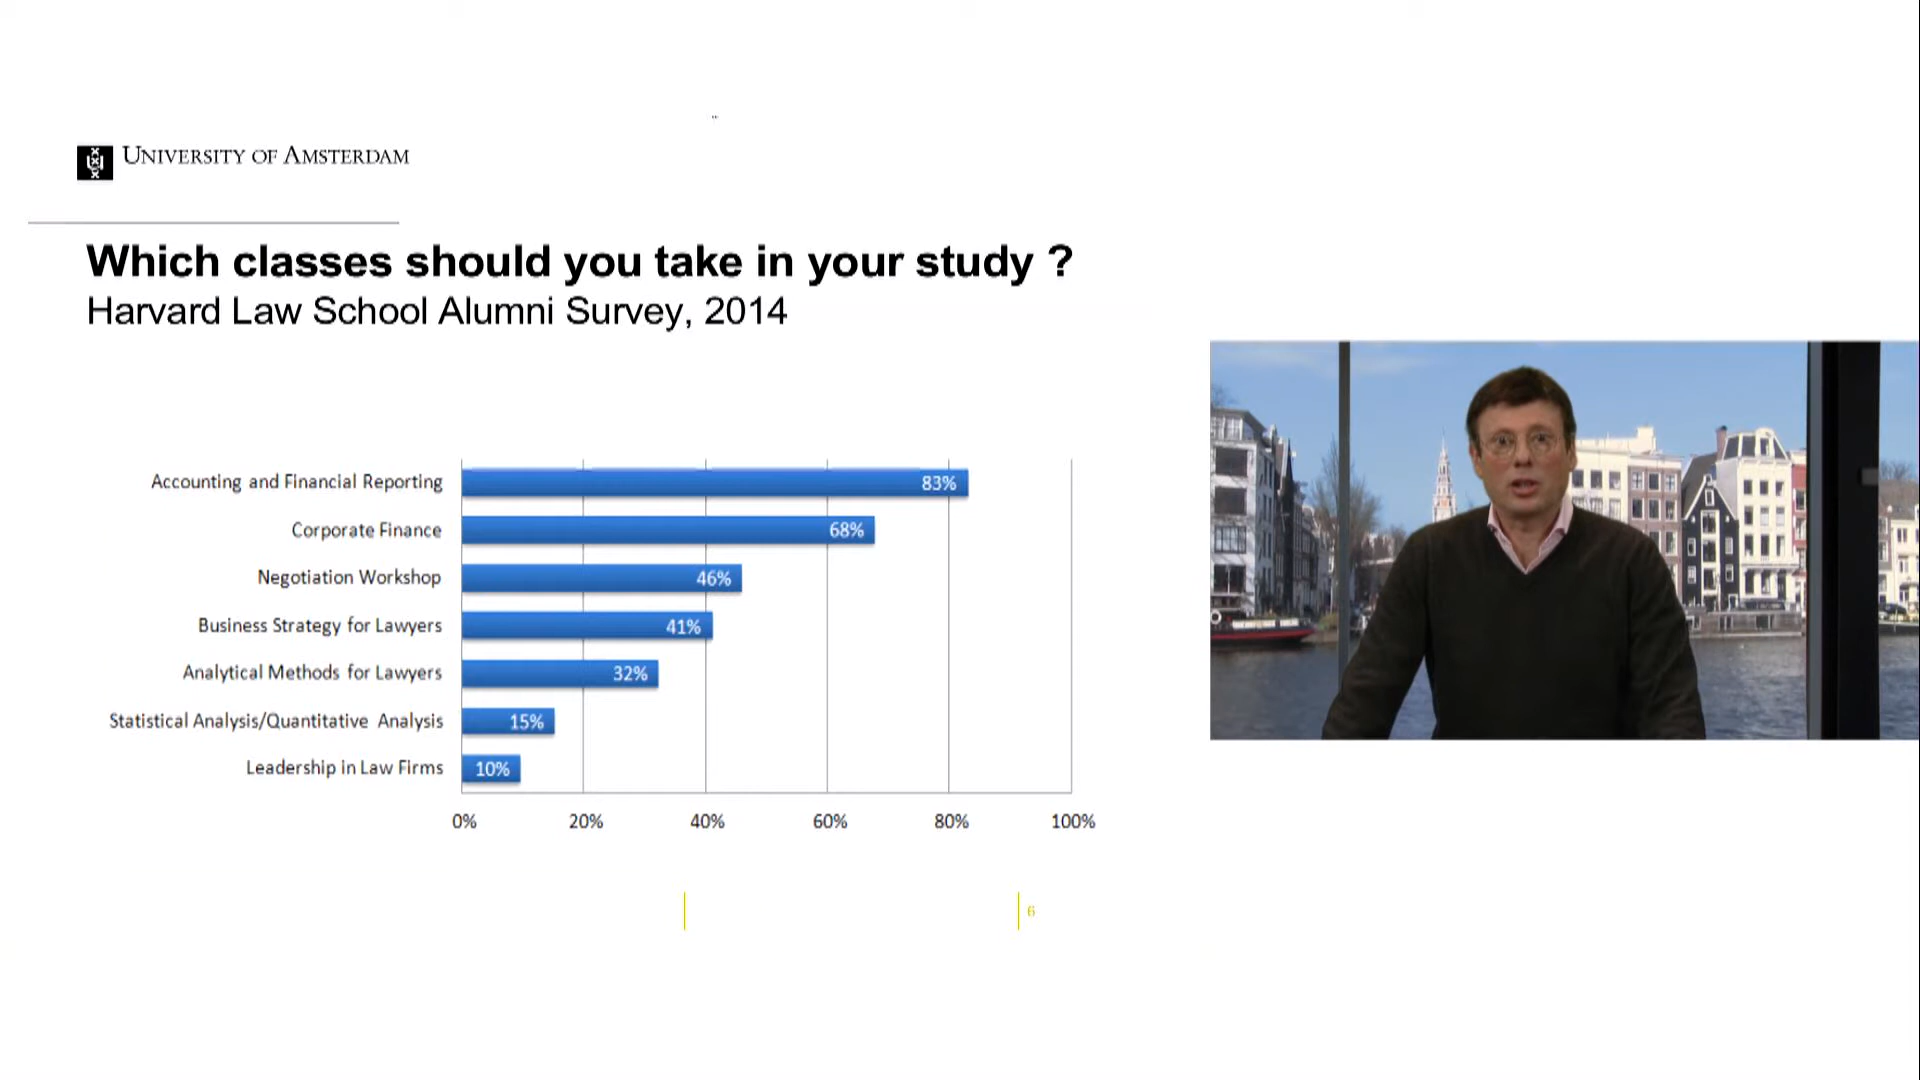 UNIVERSITY OF AMSTERDAM
Which classes should you take in your study ?
Harvard Law School Alumni Survey, 2014
Accounting and Financial Reporting 83%
Corporate Finance 68%
Negotiation Workshop 46%
Business Strategy for Lawyers 41%
Analytical Methods for Lawyers 32%
Statistical Analysis/Quantitative Analysis 15%
Leadership in Law Firms 10%
0% 20% 40% 60% 80% 100%
6